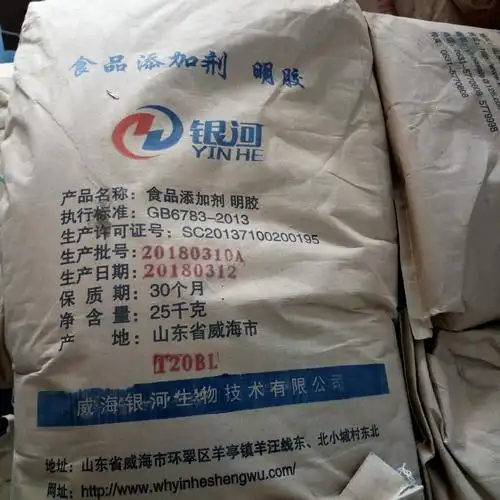 食品添加剂 明胶
银河
YINHE
产品名称：食品添加剂 明胶
执行标准：GB6783-2013
生产许可证号：SC20137100200195
生产批号：20180310A
生产日期：20180312
保质期：30个月
净含量：25千克
产地：山东省威海市
T20BL
威海银河生物技术有限公司
地址：山东省威海市环翠区羊亭镇羊汪线东、北小城村东北
网址：http://www.whyinheshengwu.com/